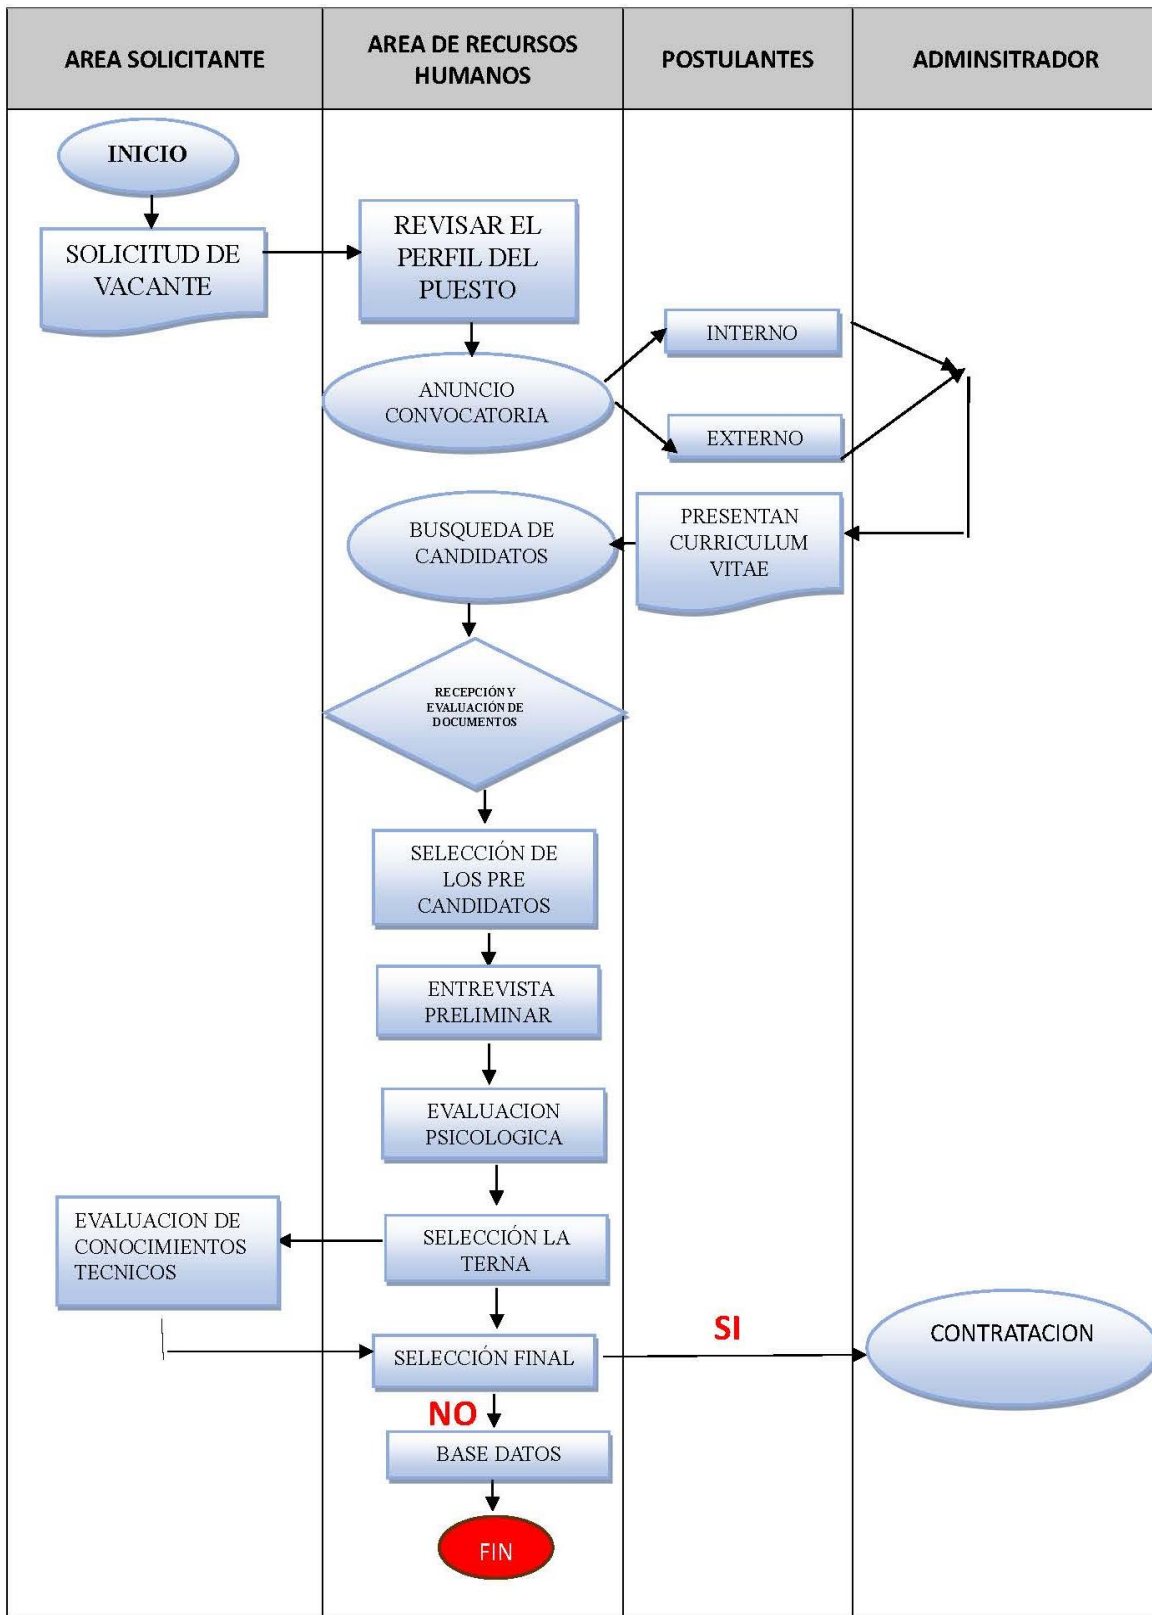 AREA SOLICITANTE
AREA DE RECURSOS
HUMANOS
POSTULANTES
ADMINSITRADOR
INICIO
SOLICITUD DE
VACANTE
REVISAR EL
PERFIL DEL
PUESTO
INTERNO
ANUNCIO
CONVOCATORIA
EXTERNO
PRESENTAN
CURRICULUM
VITAE
BUSQUEDA DE
CANDIDATOS
RECEPCIÓN Y
EVALUACIÓN DE
DOCUMENTOS
SELECCIÓN DE
LOS PRE
CANDIDATOS
ENTREVISTA
PRELIMINAR
EVALUACION
PSICOLOGICA
EVALUACION DE
CONOCIMIENTOS
TECNICOS
SELECCIÓN LA
TERNA
SELECCIÓN FINAL
SI
CONTRATACION
NO
BASE DATOS
FIN